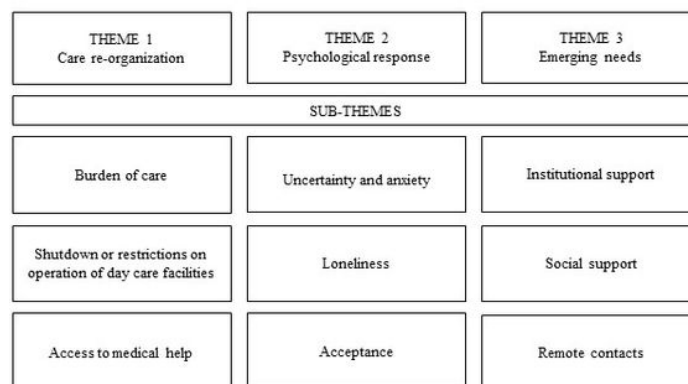 THEME 1
Care re-organization
THEME 2
Psychological response
THEME 3
Emerging needs
SUB-THEMES
Burden of care
Uncertainty and anxiety
Institutional support
Shutdown or restrictions on
operation of day care facilities
Loneliness
Social support
Access to medical help
Acceptance
Remote contacts